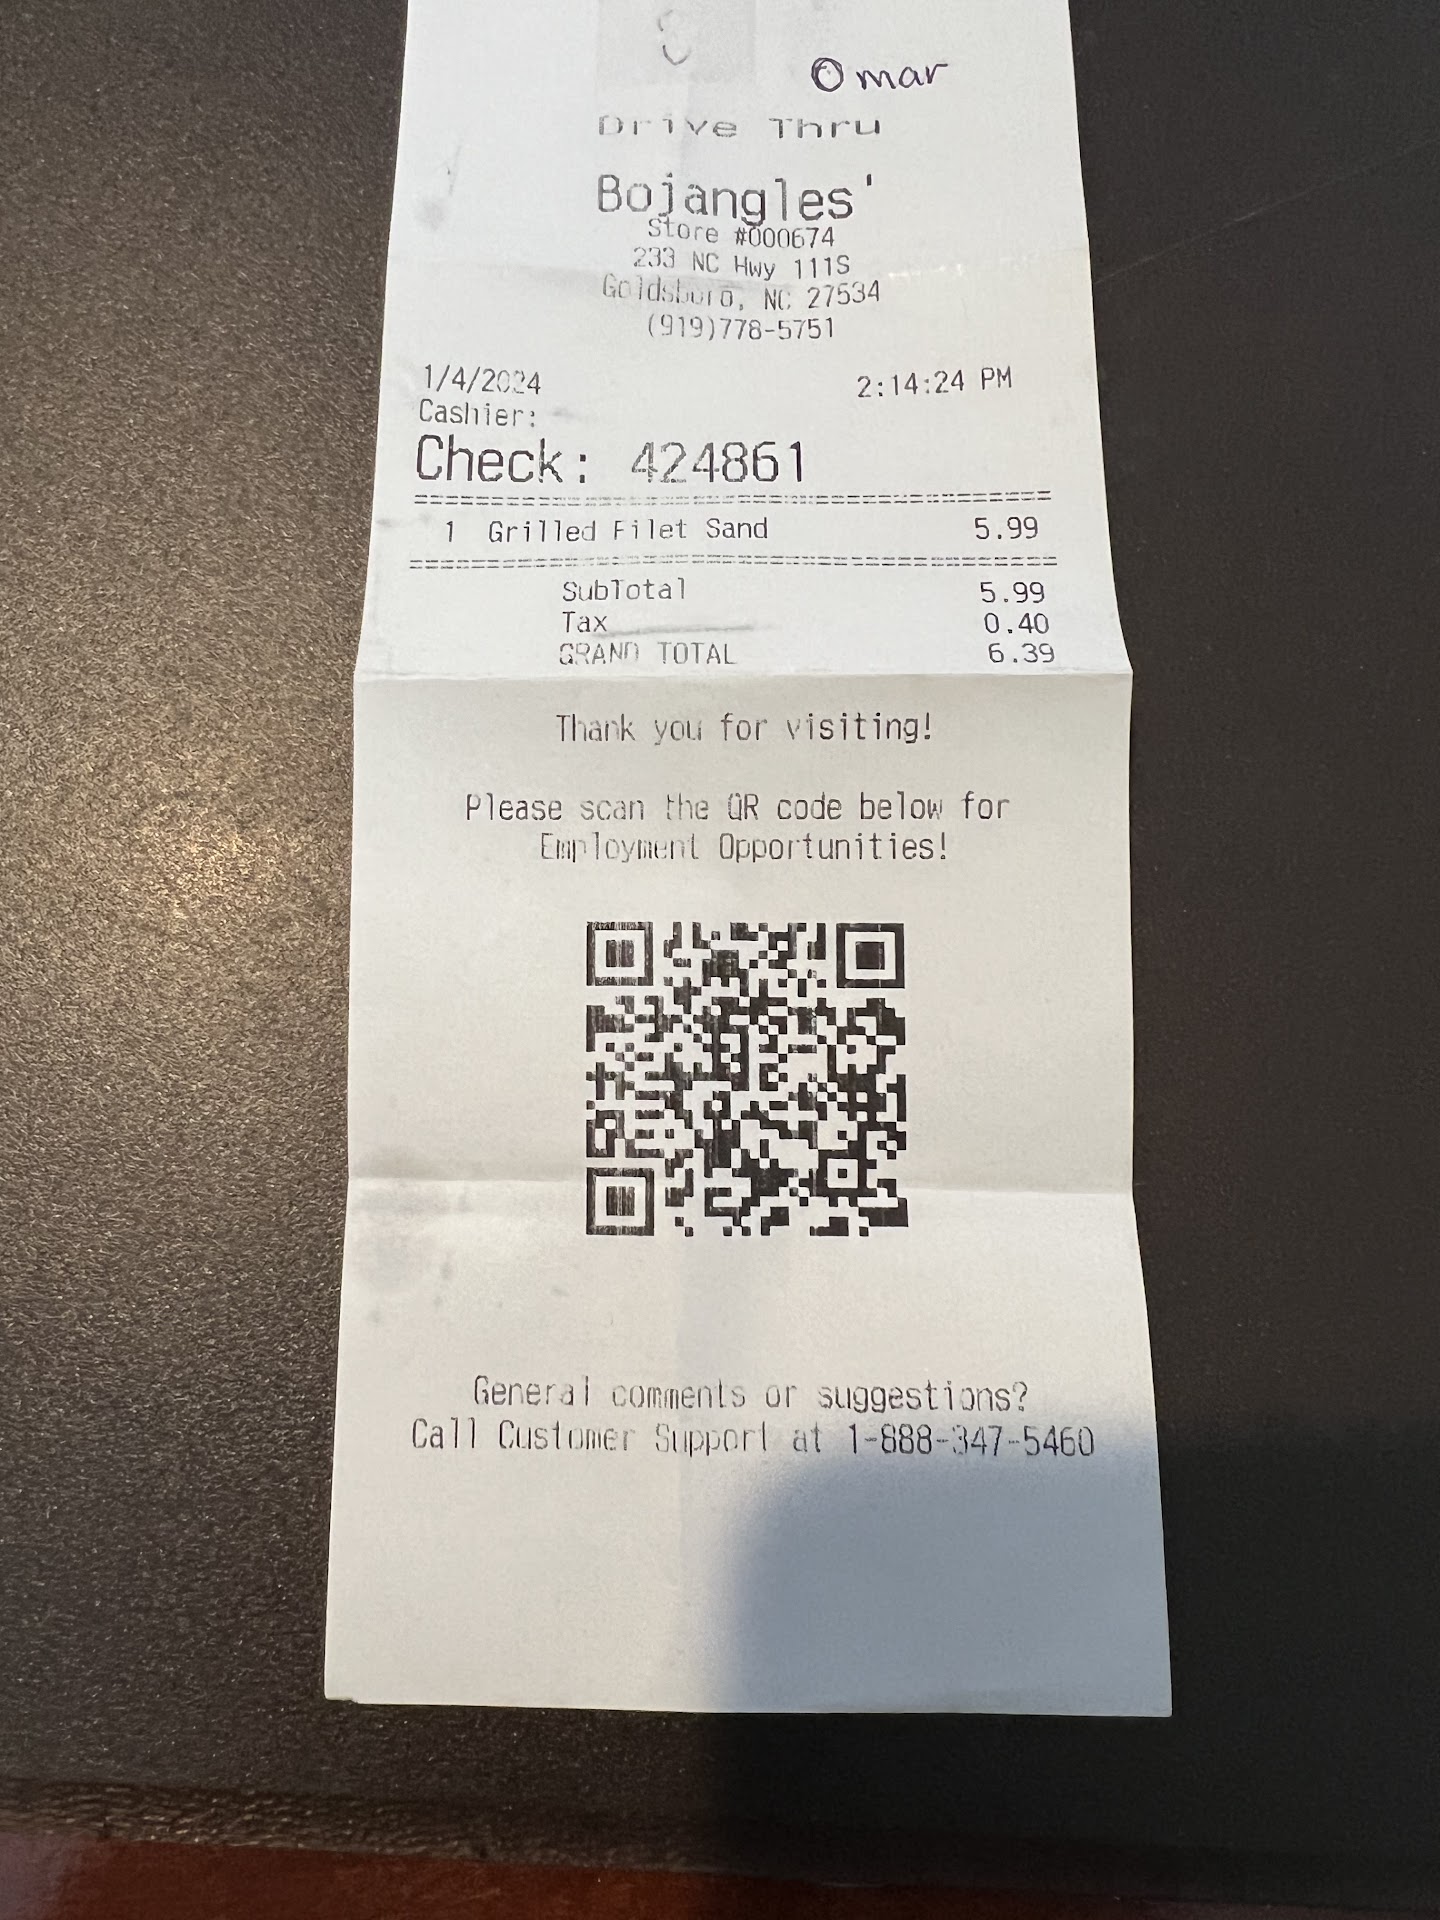 Omar
Drive Thru
Bojangles'
Store #000674
233 NC Hwy 111S
Goldsboro, NC 27534
(919)778-5751
1/4/2024 2:14:24 PM
Cashier:
Check: 424861
1 Grilled Filet Sand 5.99
SubTotal 5.99
Tax 0.40
GRAND TOTAL 6.39
Thank you for visiting!
Please scan the QR code below for
Employment Opportunities!
General comments or suggestions?
Call Customer Support at 1-888-347-5460